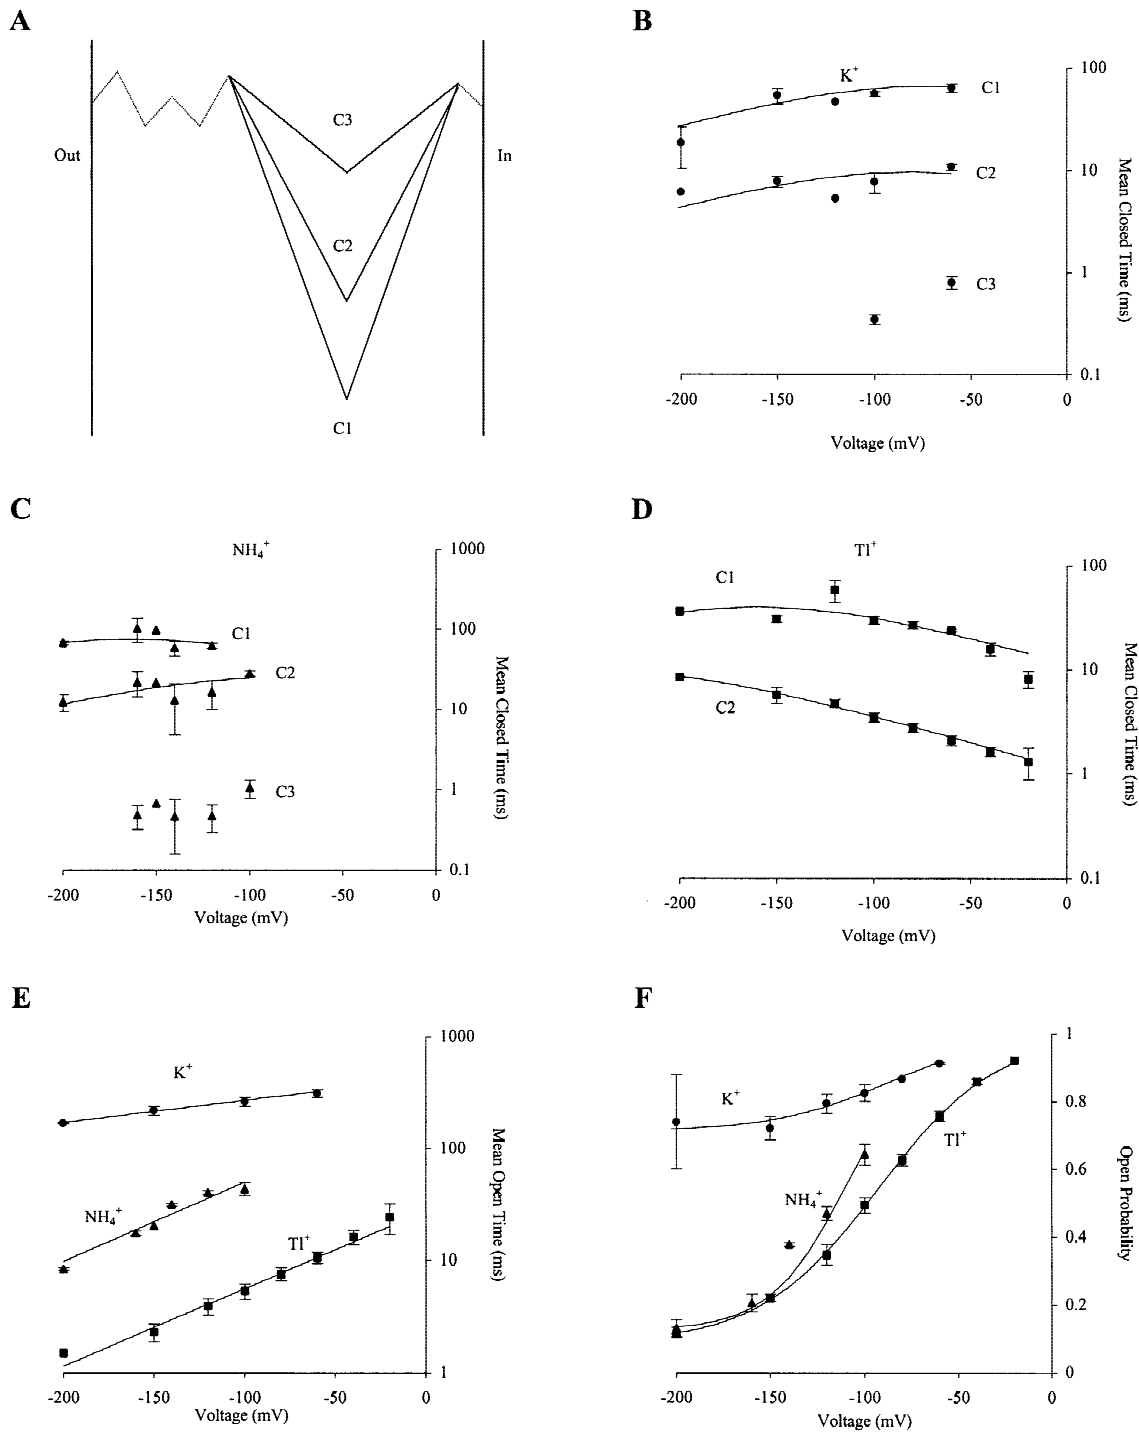 A
Out
In
C3
C2
C1
B
K+
C1
C2
C3
100
10
1
0.1
Mean Closed Time (ms)
-200
-150
-100
-50
0
Voltage (mV)
C
NH4+
C1
C2
C3
1000
100
10
1
0.1
Mean Closed Time (ms)
-200
-150
-100
-50
0
Voltage (mV)
D
Tl+
C1
C2
100
10
1
0.1
Mean Closed Time (ms)
-200
-150
-100
-50
0
Voltage (mV)
E
K+
NH4+
Tl+
1000
100
10
1
Mean Open Time (ms)
-200
-150
-100
-50
0
Voltage (mV)
F
K+
NH4+
Tl+
1
0.8
0.6
0.4
0.2
0
Open Probability
-200
-150
-100
-50
0
Voltage (mV)